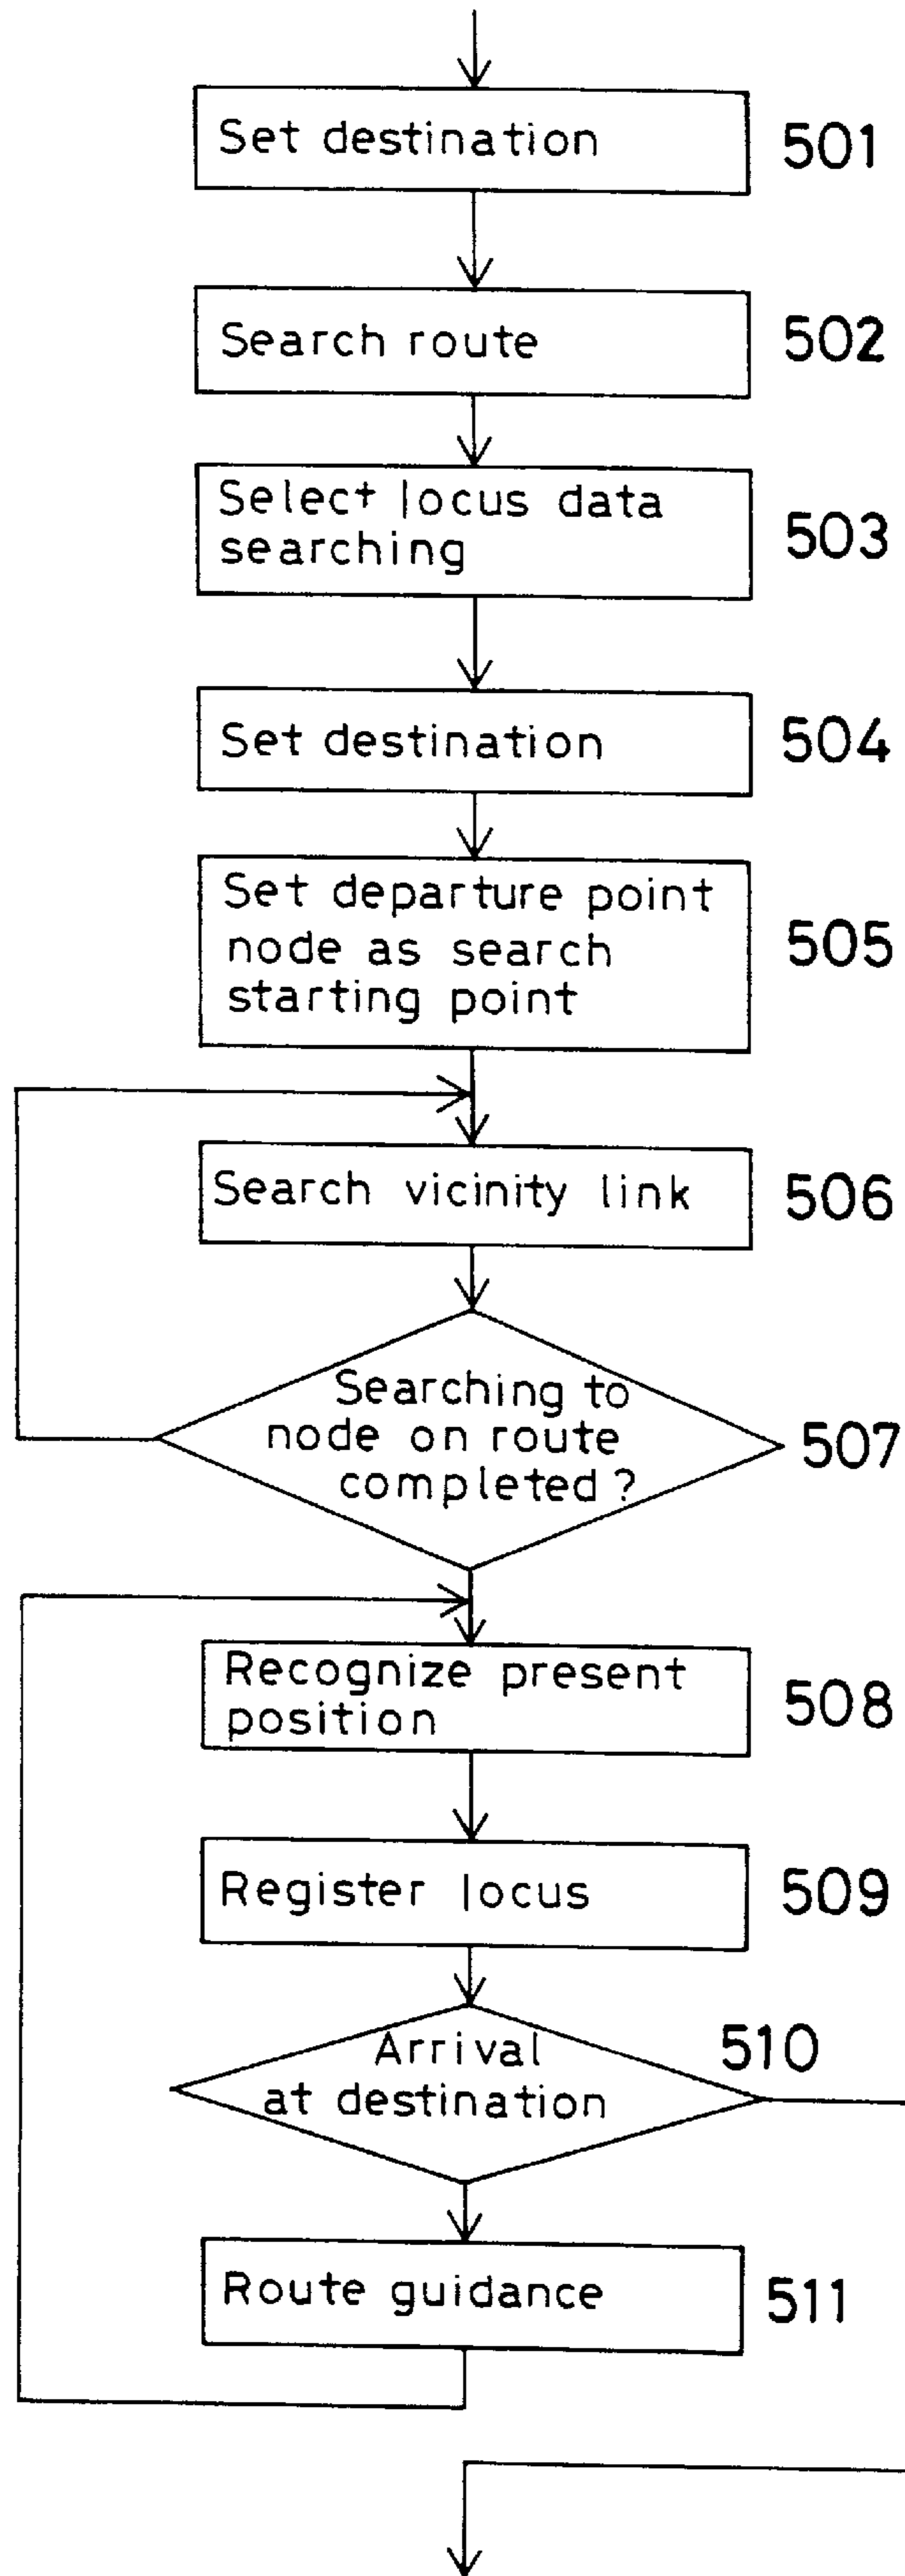 Set destination
501
Search route
502
Select locus data
searching
503
Set destination
504
Set departure point
node as search
starting point
505
Search vicinity link
506
Searching to
node on route
completed?
507
Recognize present
position
508
Register locus
509
Arrival
at destination
510
Route guidance
511